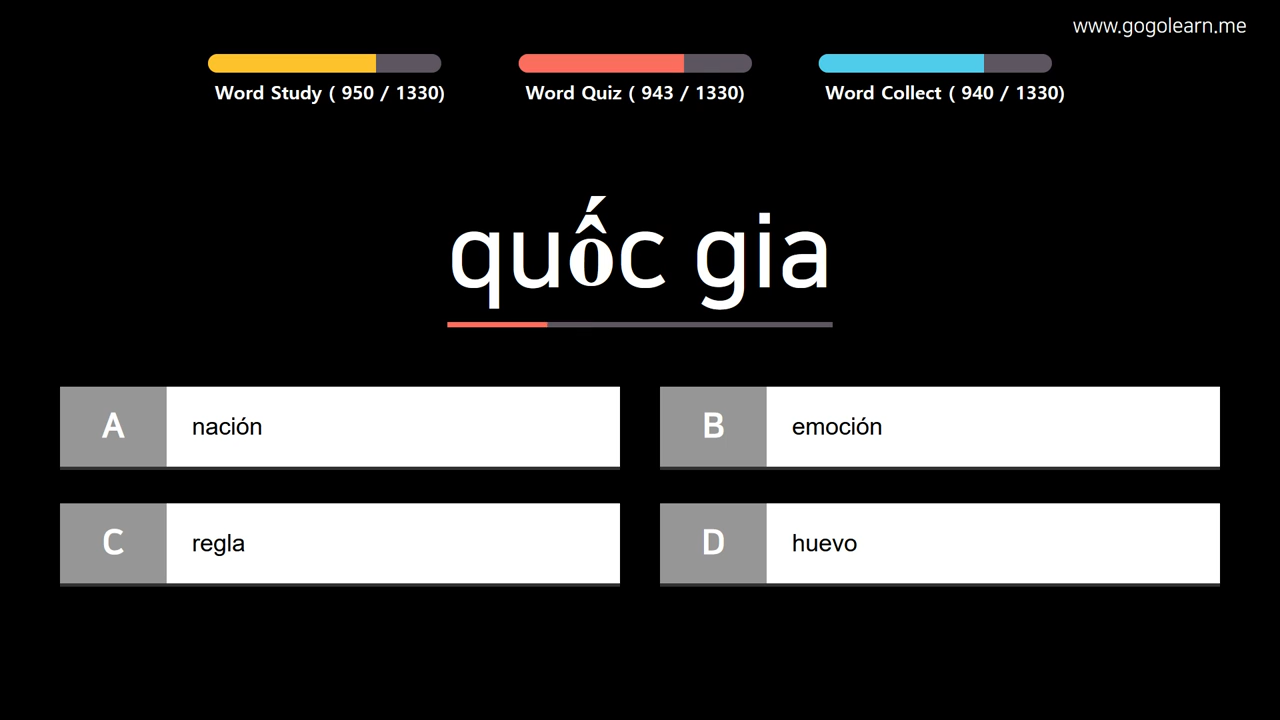 www.gogolearn.me
Word Study ( 950 / 1330)
Word Quiz ( 943 / 1330)
Word Collect ( 940 / 1330)
quốc gia
A nación
B emoción
C regla
D huevo